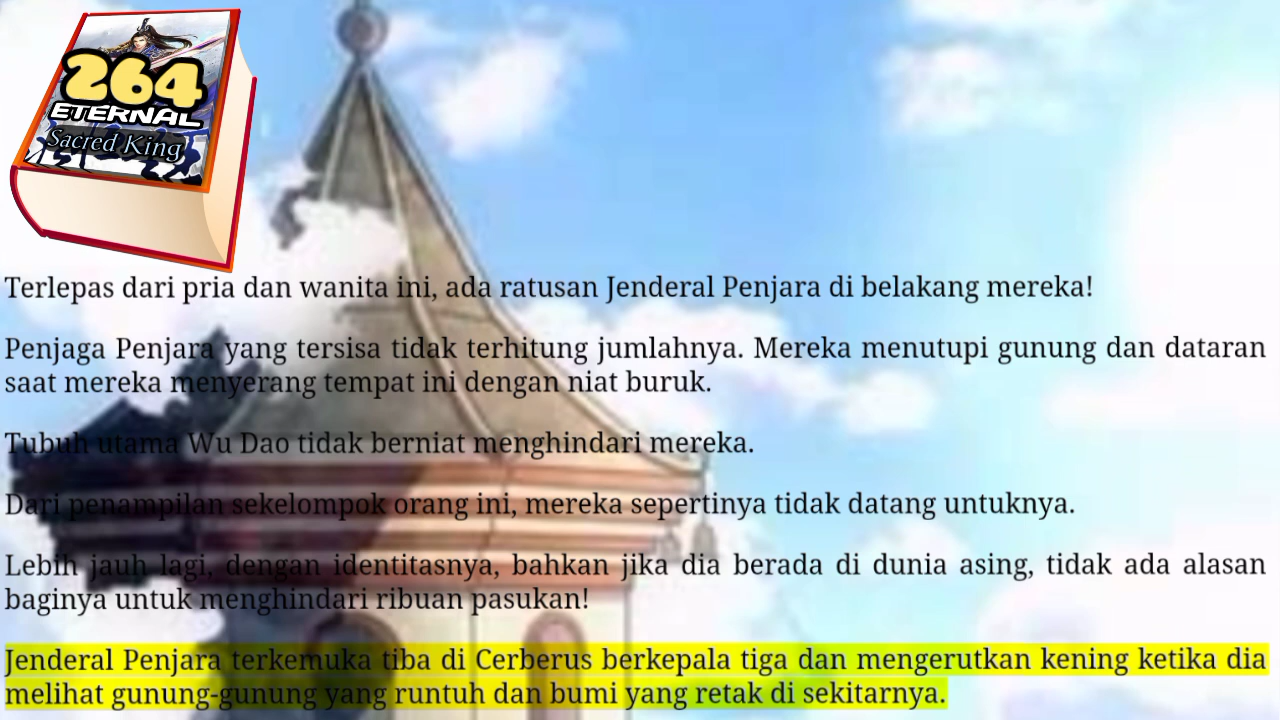 264
ETERNAL
Sacred King
Terlepas dari pria dan wanita ini, ada ratusan Jenderal Penjara di belakang mereka!
Penjaga Penjara yang tersisa tidak terhitung jumlahnya. Mereka menutupi gunung dan dataran
saat mereka menyerang tempat ini dengan niat buruk.
Tubuh utama Wu Dao tidak berniat menghindari mereka.
Dari penampilan sekelompok orang ini, mereka sepertinya tidak datang untuknya.
Lebih jauh lagi, dengan identitasnya, bahkan jika dia berada di dunia asing, tidak ada alasan
baginya untuk menghindari ribuan pasukan!
Jenderal Penjara terkemuka tiba di Cerberus berkepala tiga dan mengerutkan kening ketika dia
melihat gunung-gunung yang runtuh dan bumi yang retak di sekitarnya.